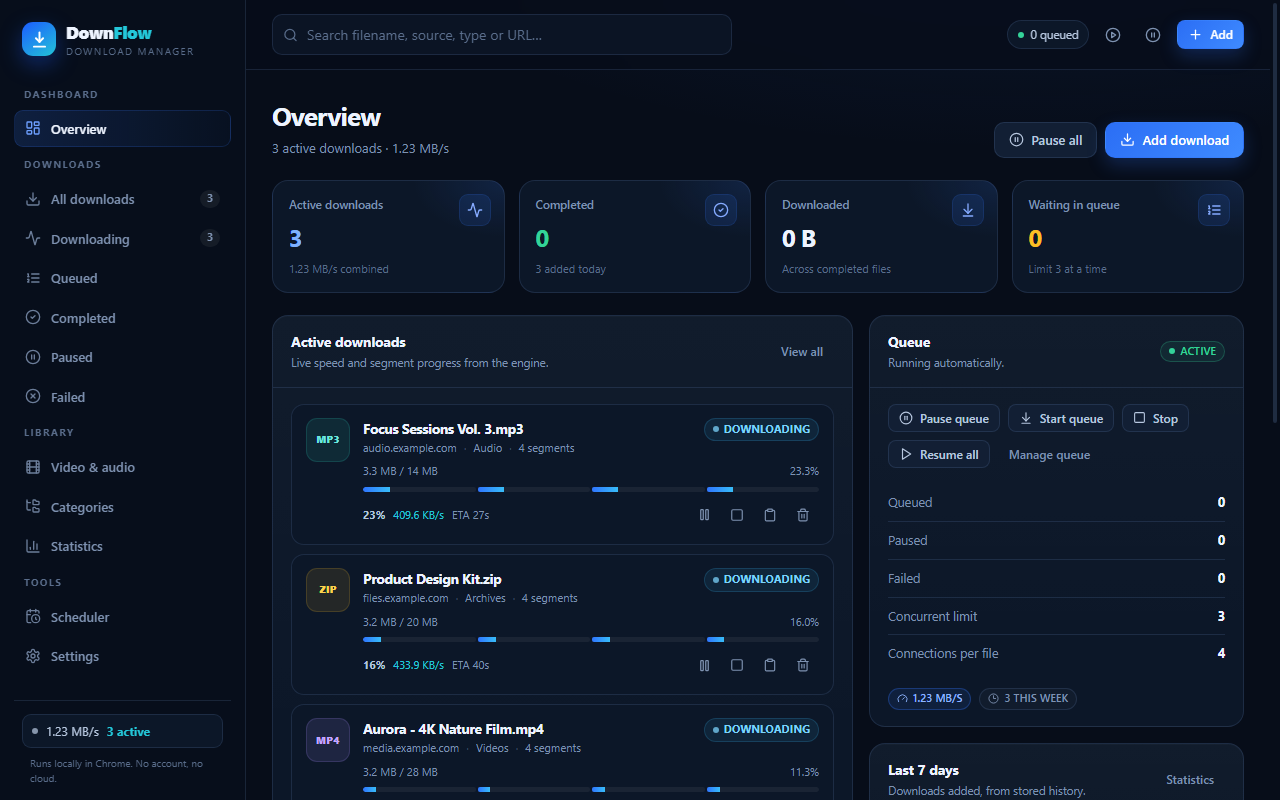 DownFlow
DOWNLOAD MANAGER
DASHBOARD
Overview
DOWNLOADS
All downloads 3
Downloading 3
Queued
Completed
Paused
Failed
LIBRARY
Video & audio
Categories
Statistics
TOOLS
Scheduler
Settings
1.23 MB/s 3 active
Runs locally in Chrome. No account, no
cloud.
Search filename, source, type or URL...
0 queued
Add
Overview
3 active downloads · 1.23 MB/s
Pause all
Add download
Active downloads
3
1.23 MB/s combined
Completed
0
3 added today
Downloaded
0 B
Across completed files
Waiting in queue
0
Limit 3 at a time
Active downloads
Live speed and segment progress from the engine.
View all
MP3
Focus Sessions Vol. 3.mp3
DOWNLOADING
audio.example.com · Audio · 4 segments
3.3 MB / 14 MB 23.3%
23% 409.6 KB/s ETA 27s
ZIP
Product Design Kit.zip
DOWNLOADING
files.example.com · Archives · 4 segments
3.2 MB / 20 MB 16.0%
16% 433.9 KB/s ETA 40s
MP4
Aurora - 4K Nature Film.mp4
DOWNLOADING
media.example.com · Videos · 4 segments
3.2 MB / 28 MB 11.3%
Queue
Running automatically.
ACTIVE
Pause queue Start queue Stop
Resume all Manage queue
Queued 0
Paused 0
Failed 0
Concurrent limit 3
Connections per file 4
1.23 MB/S 3 THIS WEEK
Last 7 days
Downloads added, from stored history.
Statistics